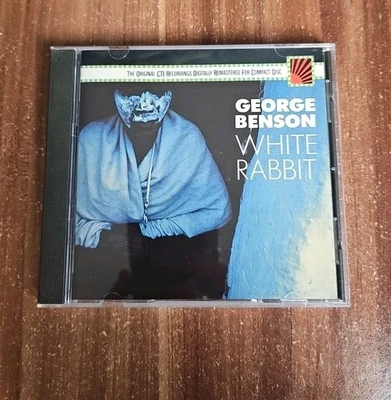 THE ORIGINAL CTI RECORDINGS DIGITALLY REMASTERED FOR COMPACT DISC
GEORGE
BENSON
WHITE
RABBIT